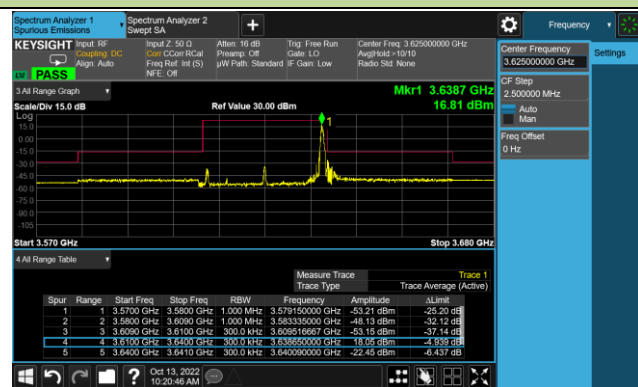 Spectrum Analyzer 1
Spurious Emissions
Spectrum Analyzer 2
Swept SA
+
Frequency
KEYSIGHT
Input: RF
Coupling: DC
Align: Auto
Input Z: 50 Ω
Corr CCorr RCal
Freq Ref: Int (S)
NFE: Off
Atten: 16 dB
Preamp: Off
µW Path: Standard
Trig: Free Run
Gate: LO
IF Gain: Low
Center Freq: 3.625000000 GHz
Avg|Hold:>10/10
Radio Std: None
PASS
Center Frequency
3.625000000 GHz
Settings
CF Step
2.500000 MHz
Auto
Man
Freq Offset
0 Hz
3 All Range Graph
Mkr1 3.6387 GHz
Scale/Div 15.0 dB
Ref Value 30.00 dBm
16.81 dBm
Log
15.0
0.00
-15.0
-30.0
-45.0
-60.0
-75.0
-90.0
-105
1
Start 3.570 GHz
Stop 3.680 GHz
4 All Range Table
Measure Trace Trace 1
Trace Type Trace Average (Active)
Spur Range Start Freq Stop Freq RBW Frequency Amplitude ΔLimit
1 1 3.5700 GHz 3.5800 GHz 1.000 MHz 3.579150000 GHz -53.21 dBm -25.20 dB
2 2 3.5800 GHz 3.6090 GHz 1.000 MHz 3.583335000 GHz -48.13 dBm -32.12 dB
3 3 3.6090 GHz 3.6100 GHz 300.0 kHz 3.609516667 GHz -53.15 dBm -37.14 dB
4 4 3.6100 GHz 3.6400 GHz 300.0 kHz 3.638650000 GHz 18.05 dBm -4.939 dB
5 5 3.6400 GHz 3.6410 GHz 300.0 kHz 3.640090000 GHz -22.45 dBm -6.437 dB
?
Oct 13, 2022
10:20:46 AM